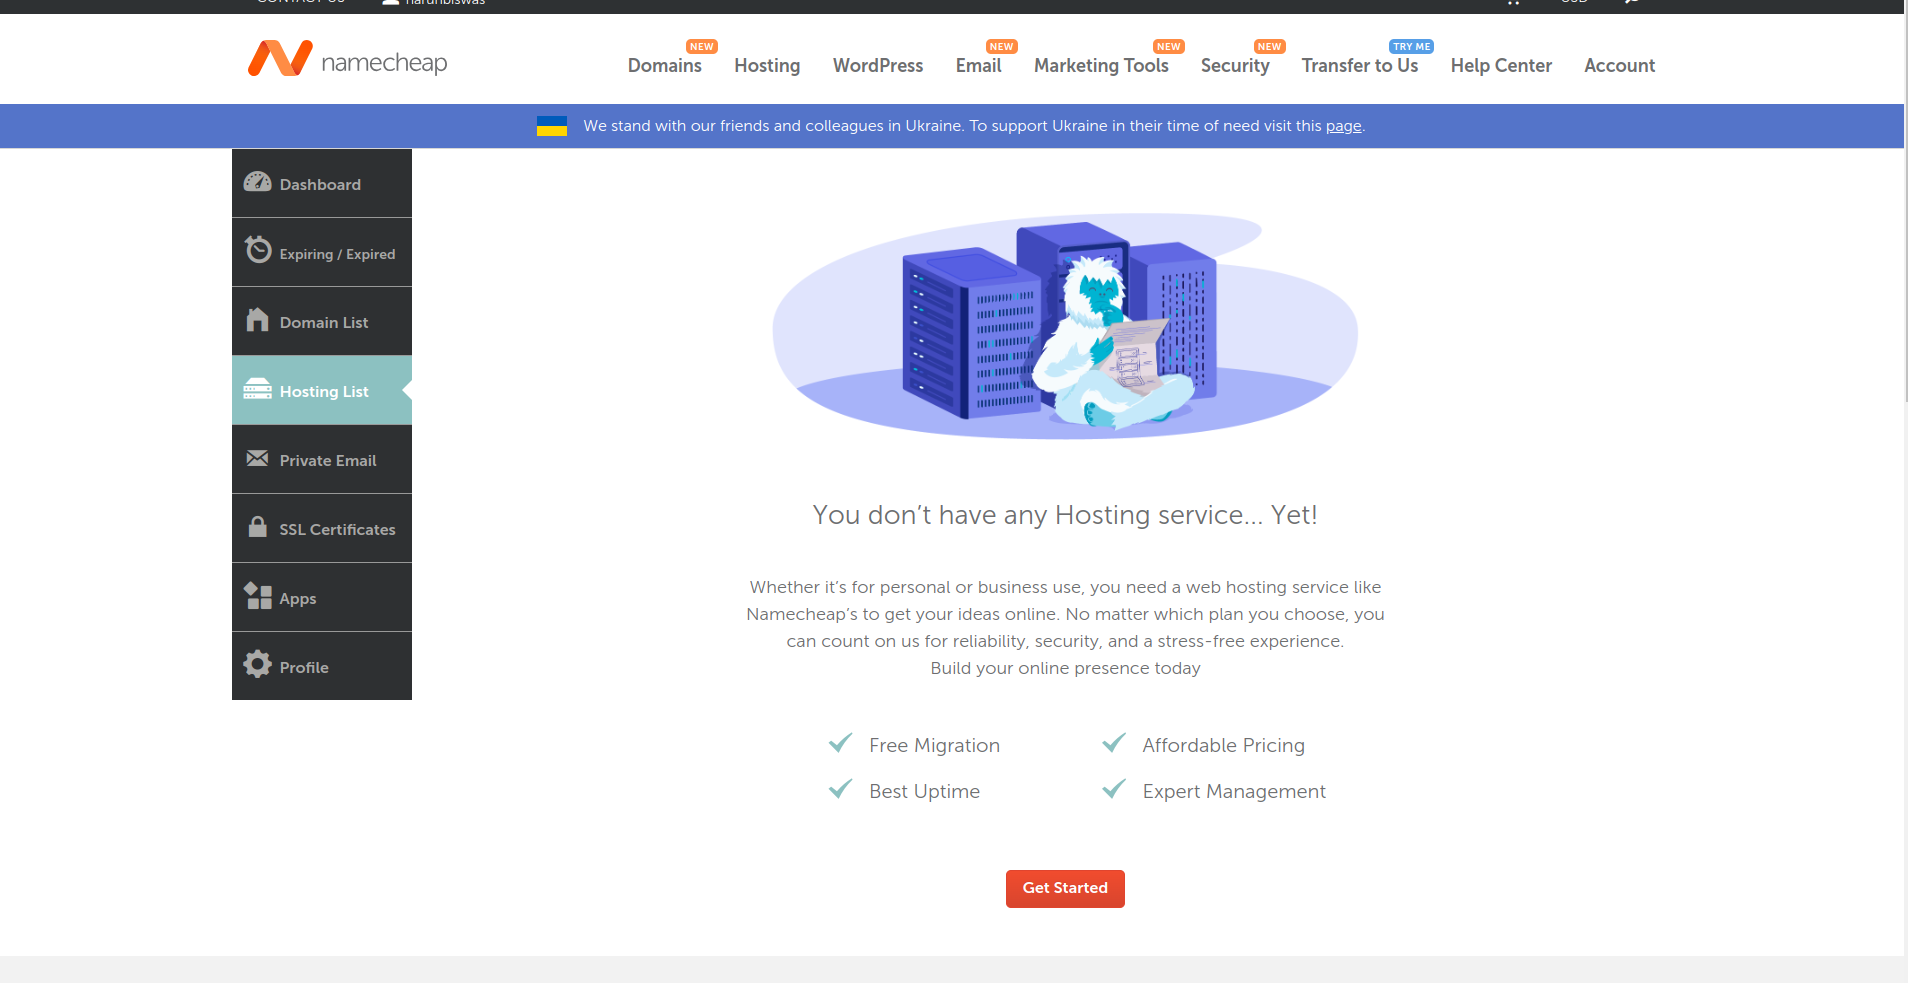 CONTACT US
harunbiswas
USD
namecheap
NEW
Domains
Hosting
WordPress
NEW
Email
NEW
Marketing Tools
NEW
Security
TRY ME
Transfer to Us
Help Center
Account
We stand with our friends and colleagues in Ukraine. To support Ukraine in their time of need visit this page.
Dashboard
Expiring / Expired
Domain List
Hosting List
Private Email
SSL Certificates
Apps
Profile
You don’t have any Hosting service... Yet!
Whether it’s for personal or business use, you need a web hosting service like
Namecheap’s to get your ideas online. No matter which plan you choose, you
can count on us for reliability, security, and a stress-free experience.
Build your online presence today
Free Migration
Affordable Pricing
Best Uptime
Expert Management
Get Started